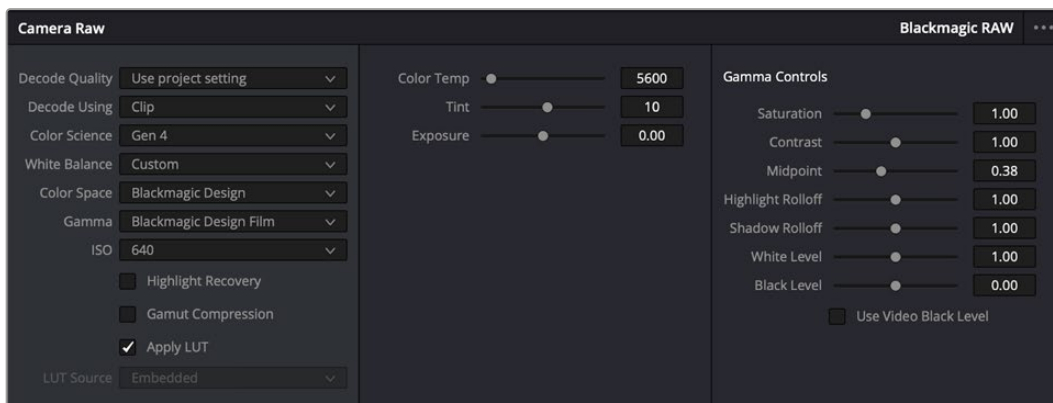 Camera Raw
Blackmagic RAW
Decode Quality Use project setting
Decode Using Clip
Color Science Gen 4
White Balance Custom
Color Space Blackmagic Design
Gamma Blackmagic Design Film
ISO 640
Highlight Recovery
Gamut Compression
Apply LUT
LUT Source Embedded
Color Temp 5600
Tint 10
Exposure 0.00
Gamma Controls
Saturation 1.00
Contrast 1.00
Midpoint 0.38
Highlight Rolloff 1.00
Shadow Rolloff 1.00
White Level 1.00
Black Level 0.00
Use Video Black Level